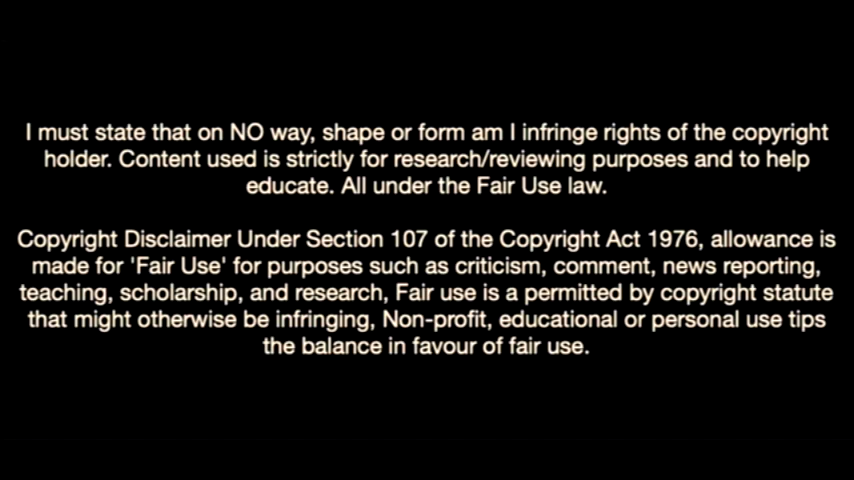 I must state that on NO way, shape or form am I infringe rights of the copyright
holder. Content used is strictly for research/reviewing purposes and to help
educate. All under the Fair Use law.
Copyright Disclaimer Under Section 107 of the Copyright Act 1976, allowance is
made for 'Fair Use' for purposes such as criticism, comment, news reporting,
teaching, scholarship, and research, Fair use is a permitted by copyright statute
that might otherwise be infringing, Non-profit, educational or personal use tips
the balance in favour of fair use.